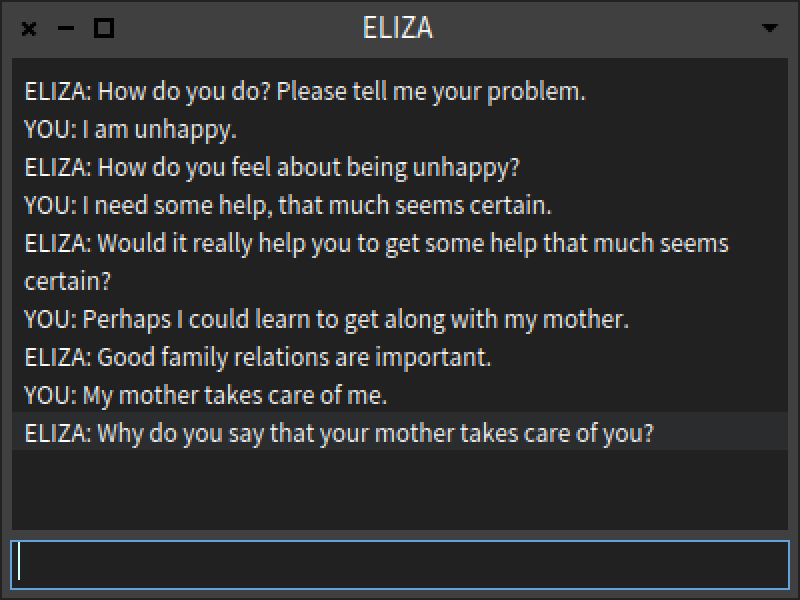 ELIZA
ELIZA: How do you do? Please tell me your problem.
YOU: I am unhappy.
ELIZA: How do you feel about being unhappy?
YOU: I need some help, that much seems certain.
ELIZA: Would it really help you to get some help that much seems
certain?
YOU: Perhaps I could learn to get along with my mother.
ELIZA: Good family relations are important.
YOU: My mother takes care of me.
ELIZA: Why do you say that your mother takes care of you?